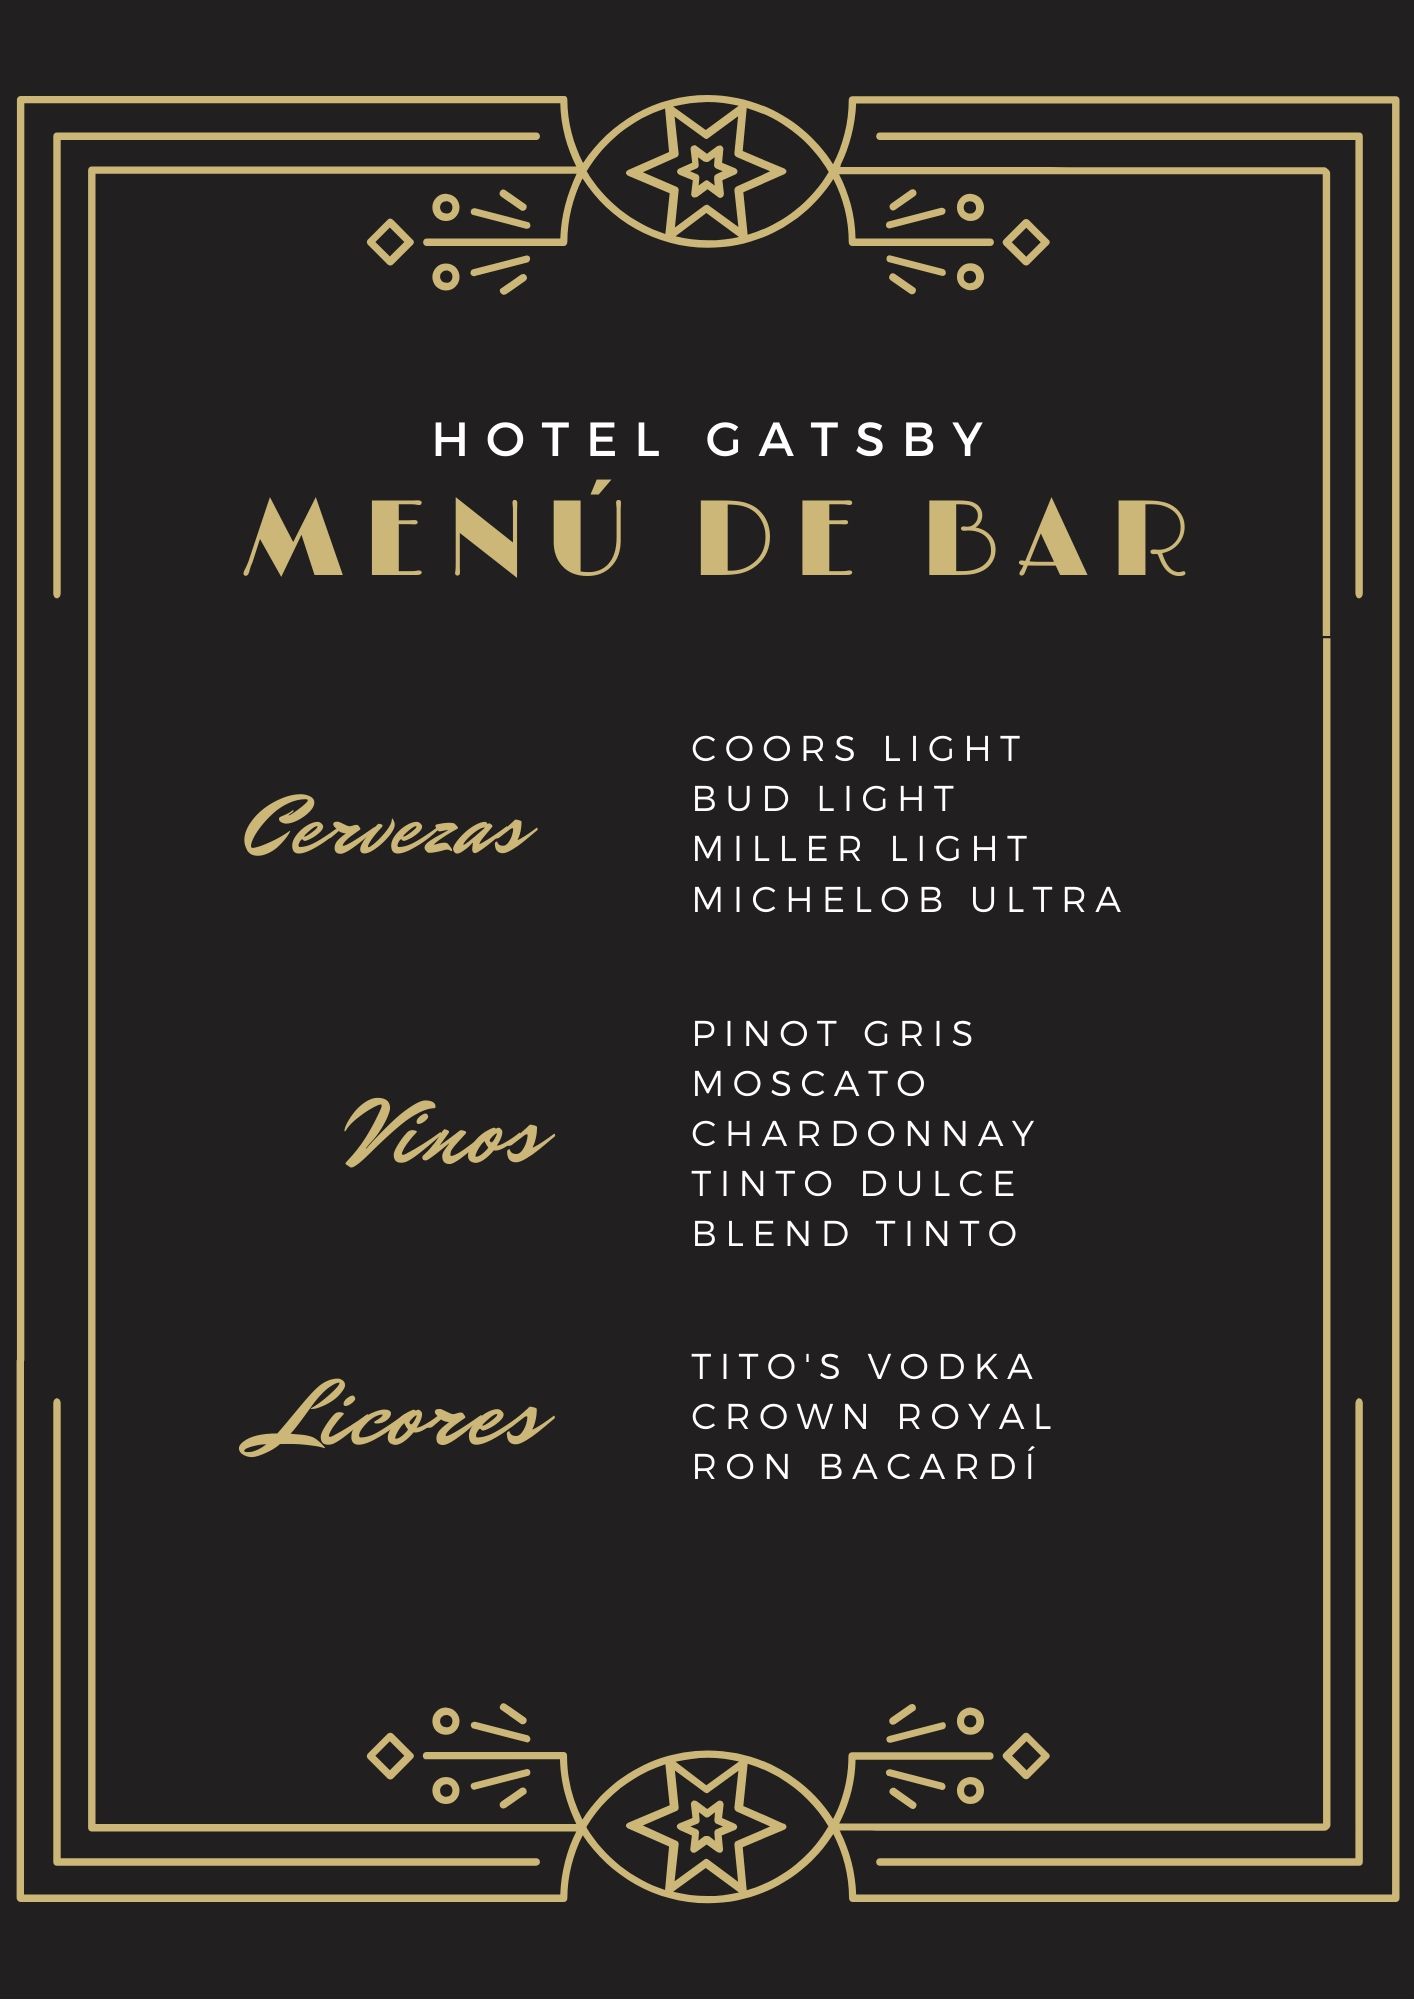 HOTEL GATSBY
MENÚ DE BAR
Cervezas
COORS LIGHT
BUD LIGHT
MILLER LIGHT
MICHELOB ULTRA
Vinos
PINOT GRIS
MOSCATO
CHARDONNAY
TINTO DULCE
BLEND TINTO
Licores
TITO'S VODKA
CROWN ROYAL
RON BACARDÍ